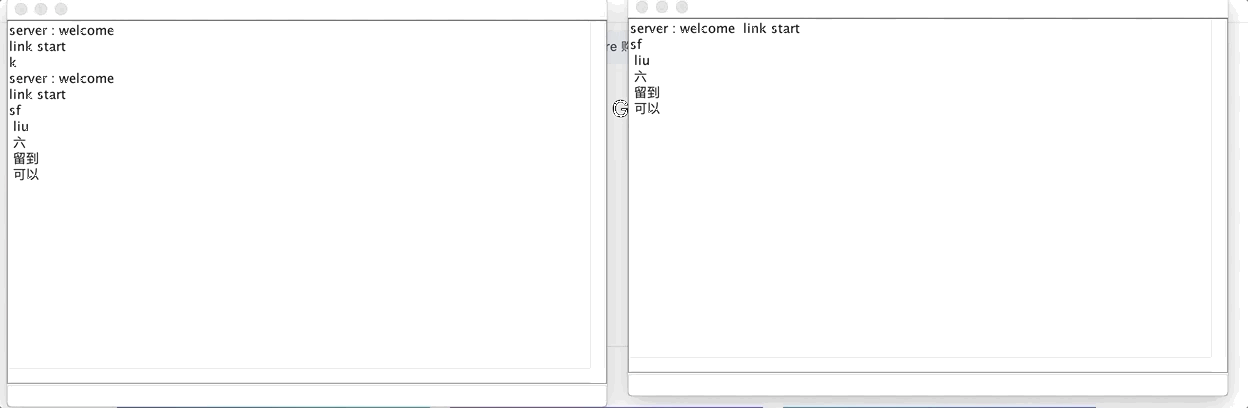 server : welcome
link start
k
server : welcome
link start
sf
liu
六
留到
可以
re 购
G
server : welcome  link start
sf
liu
六
留到
可以